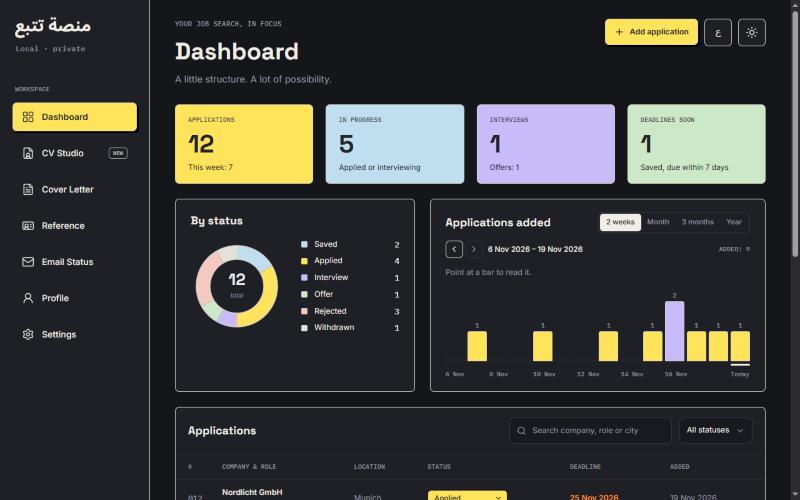 منصة تتبع
Local · private
WORKSPACE
Dashboard
CV Studio NEW
Cover Letter
Reference
Email Status
Profile
Settings
YOUR JOB SEARCH, IN FOCUS
Dashboard
A little structure. A lot of possibility.
+ Add application
ع
APPLICATIONS
12
This week: 7
IN PROGRESS
5
Applied or interviewing
INTERVIEWS
1
Offers: 1
DEADLINES SOON
1
Saved, due within 7 days
By status
12
total
Saved 2
Applied 4
Interview 1
Offer 1
Rejected 3
Withdrawn 1
Applications added
2 weeks Month 3 months Year
6 Nov 2026 – 19 Nov 2026
ADDED: 9
Point at a bar to read it.
1 1 1 1 2 1 1 1
6 Nov 8 Nov 10 Nov 12 Nov 14 Nov 16 Nov Today
Applications
Search company, role or city
All statuses
# COMPANY & ROLE LOCATION STATUS DEADLINE ADDED
Nordlicht GmbH
012 Munich Applied 25 Nov 2026 19 Nov 2026